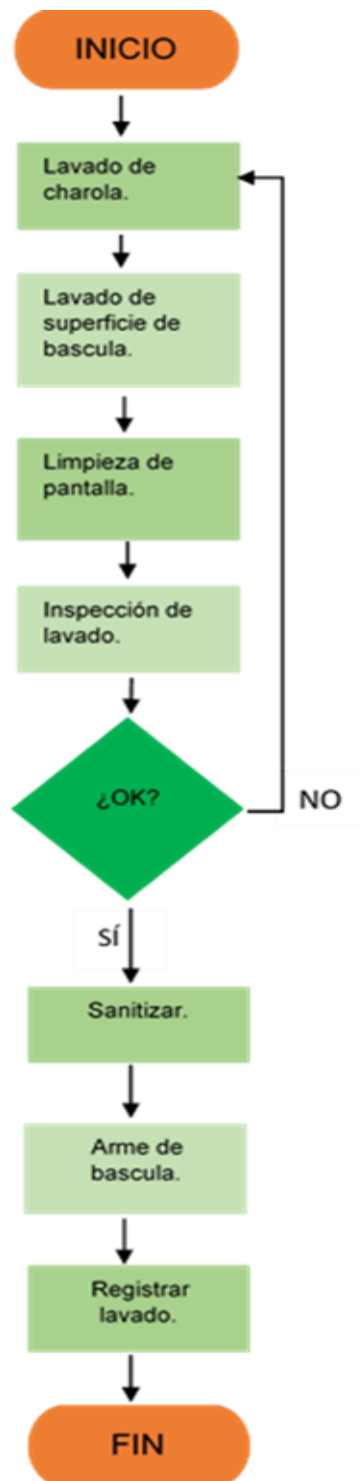 INICIO
Lavado de
charola.
Lavado de
superficie de
bascula.
Limpieza de
pantalla.
Inspección de
lavado.
¿OK?
NO
SÍ
Sanitizar.
Arme de
bascula.
Registrar
lavado.
FIN